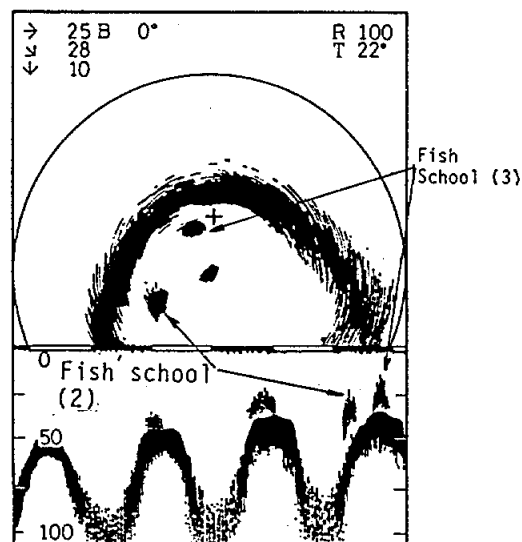 → 25 B 0° R 100
↘ 28 T 22°
↓ 10
Fish
School (3)
0
Fish school
(2)
50
100